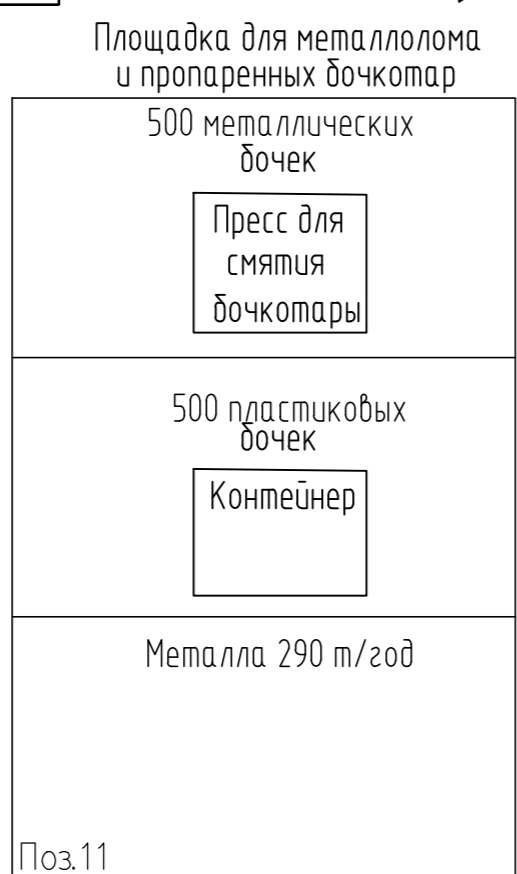 Площадка для металлолома
и пропаренных бочкотар
500 металлических
бочек
Пресс для
смятия
бочкотары
500 пластиковых
бочек
Контейнер
Металла 290 т/год
Поз.11